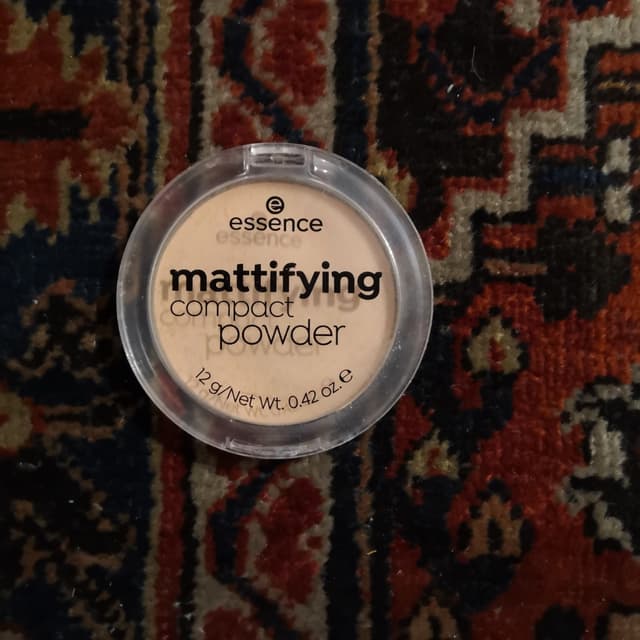 essence
mattifying
compact
powder
12 g/Net Wt. 0.42 oz. ℮